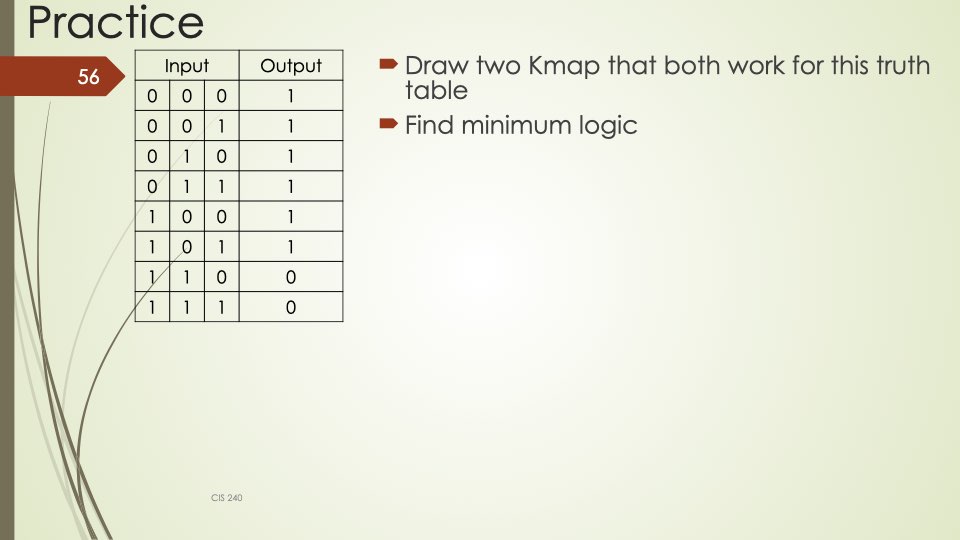 Practice
56
Input Output
0 0 0 1
0 0 1 1
0 1 0 1
0 1 1 1
1 0 0 1
1 0 1 1
1 1 0 0
1 1 1 0
Draw two Kmap that both work for this truth
table
Find minimum logic
CIS 240